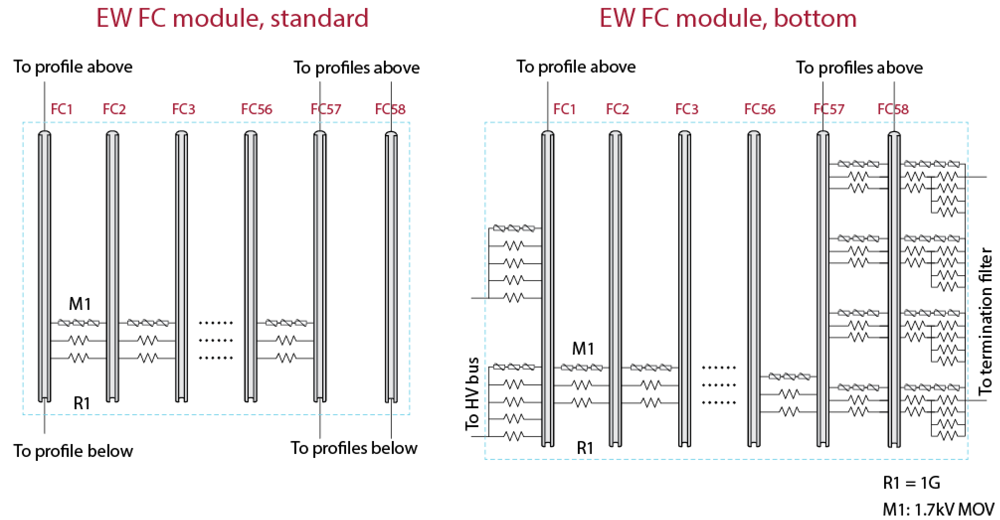 EW FC module, standard
EW FC module, bottom
To profile above
To profiles above
To profile above
To profiles above
FC1
FC2
FC3
FC56
FC57
FC58
FC1
FC2
FC3
FC56
FC57
FC58
M1
R1
To profile below
To profiles below
To HV bus
M1
R1
To termination filter
R1 = 1G
M1: 1.7kV MOV